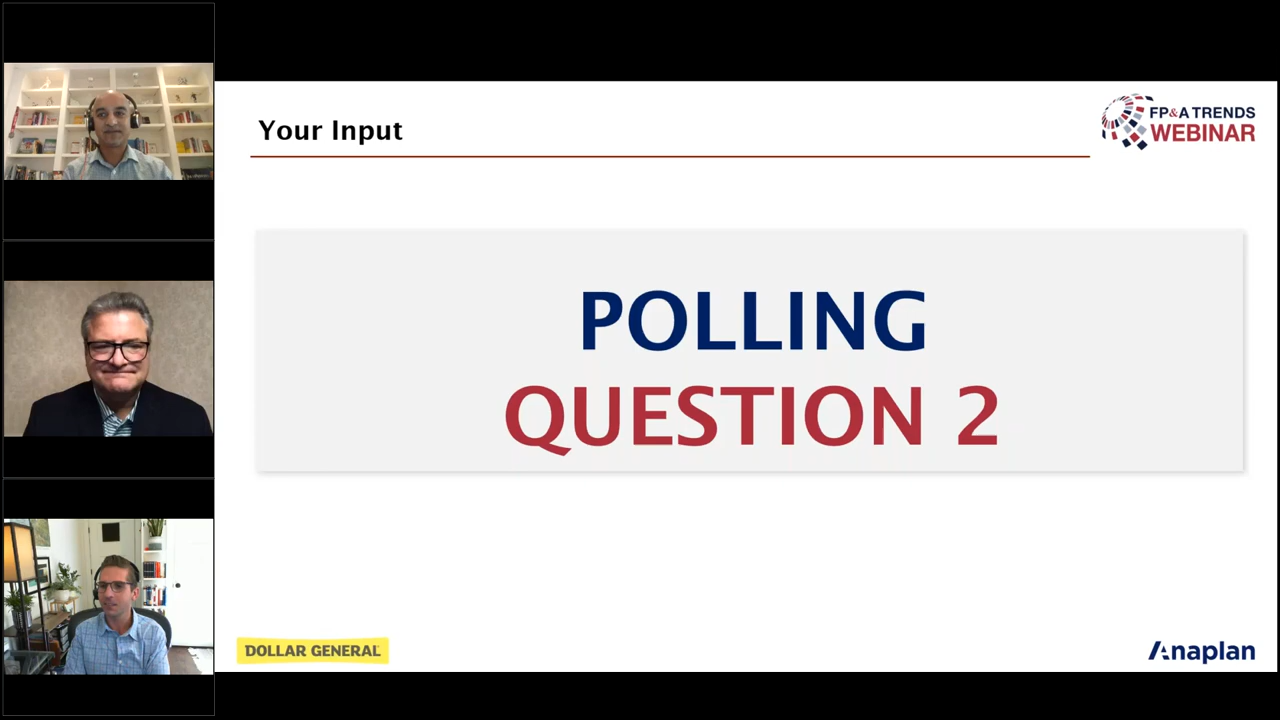 Your Input
FP&A TRENDS
WEBINAR
POLLING
QUESTION 2
DOLLAR GENERAL
Anaplan